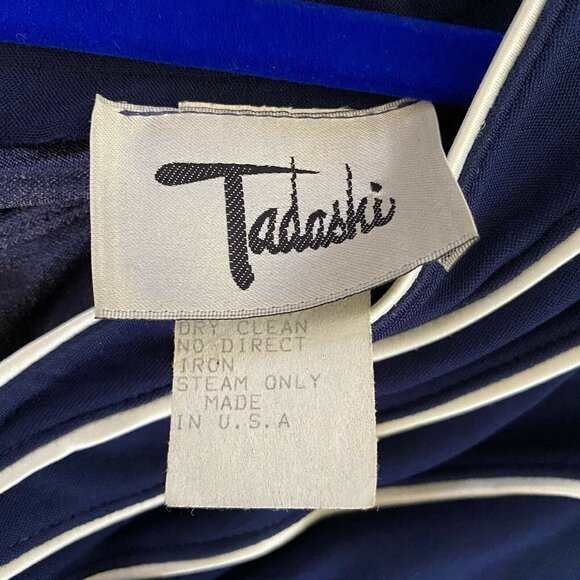 Tadashi
DRY CLEAN
NO DIRECT
IRON
STEAM ONLY
MADE
IN U.S.A